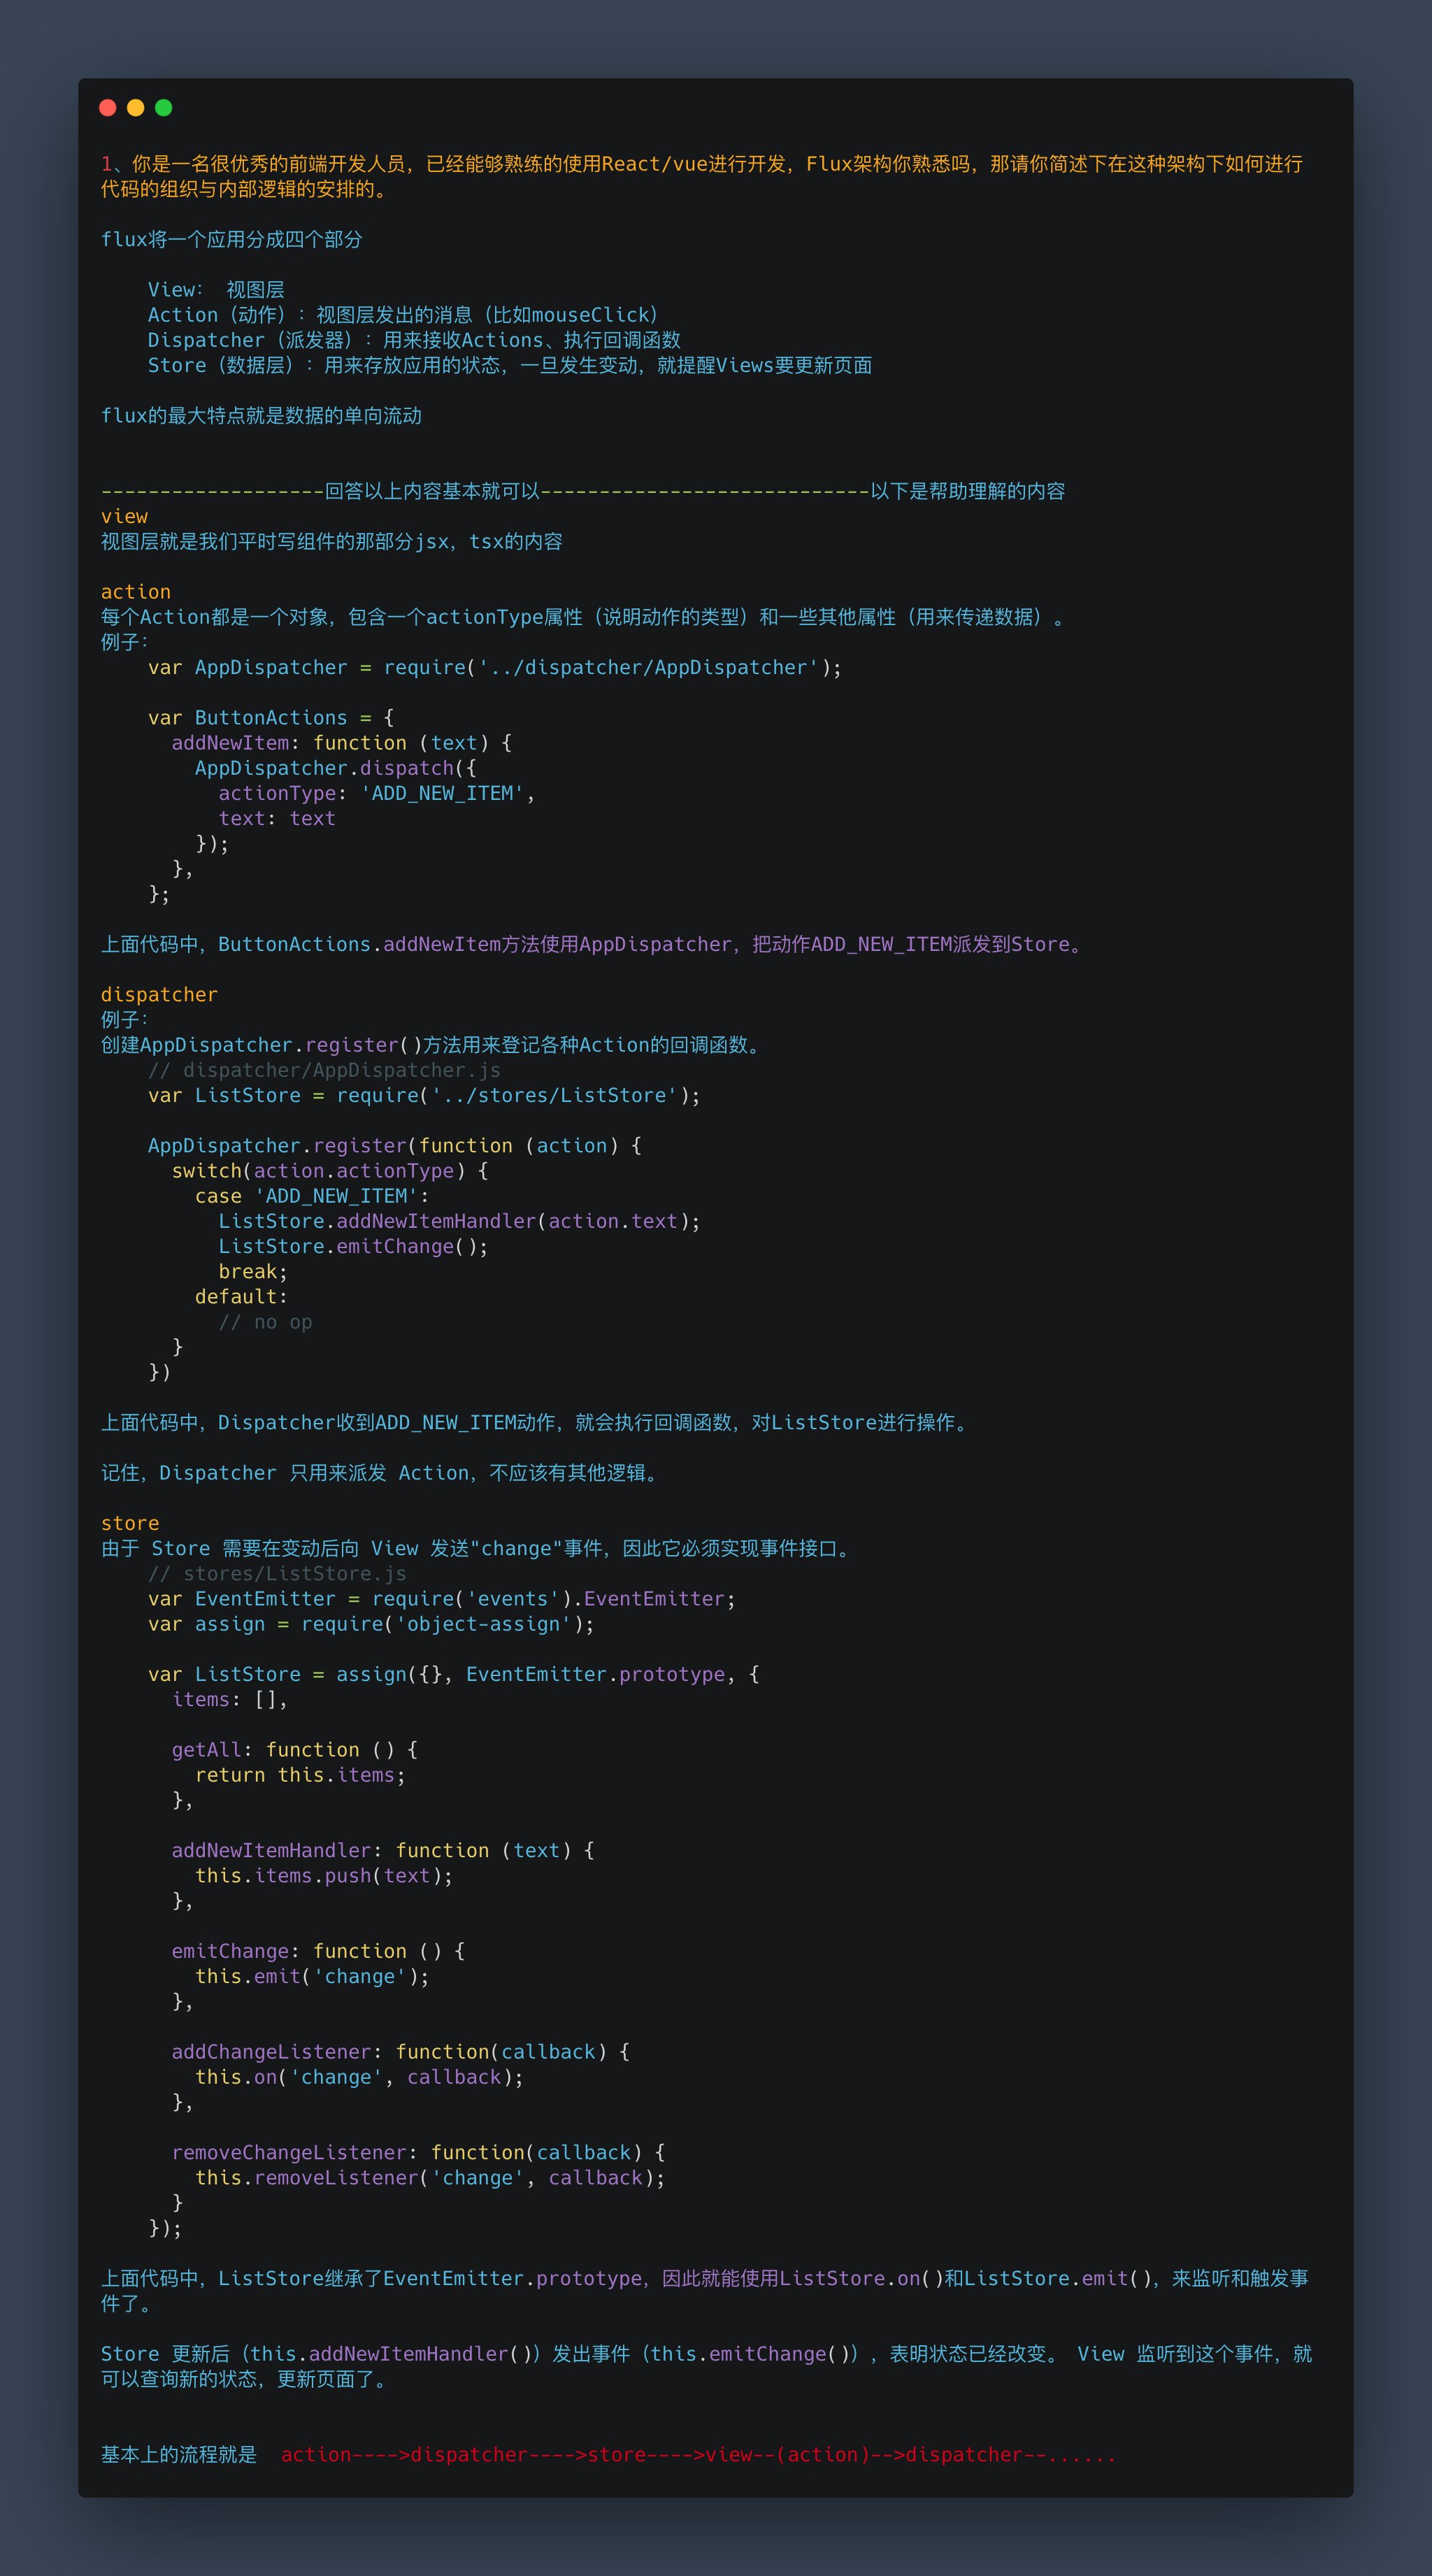 1、你是一名很优秀的前端开发人员，已经能够熟练的使用React/vue进行开发，Flux架构你熟悉吗，那请你简述下在这种架构下如何进行
代码的组织与内部逻辑的安排的。
flux将一个应用分成四个部分
    View： 视图层
    Action（动作）：视图层发出的消息（比如mouseClick）
    Dispatcher（派发器）：用来接收Actions、执行回调函数
    Store（数据层）：用来存放应用的状态，一旦发生变动，就提醒Views要更新页面
flux的最大特点就是数据的单向流动
-------------------回答以上内容基本就可以----------------------------以下是帮助理解的内容
view
视图层就是我们平时写组件的那部分jsx，tsx的内容
action
每个Action都是一个对象，包含一个actionType属性（说明动作的类型）和一些其他属性（用来传递数据）。
例子：
    var AppDispatcher = require('../dispatcher/AppDispatcher');
    var ButtonActions = {
      addNewItem: function (text) {
        AppDispatcher.dispatch({
          actionType: 'ADD_NEW_ITEM',
          text: text
        });
      },
    };
上面代码中，ButtonActions.addNewItem方法使用AppDispatcher，把动作ADD_NEW_ITEM派发到Store。
dispatcher
例子：
创建AppDispatcher.register()方法用来登记各种Action的回调函数。
    // dispatcher/AppDispatcher.js
    var ListStore = require('../stores/ListStore');
    AppDispatcher.register(function (action) {
      switch(action.actionType) {
        case 'ADD_NEW_ITEM':
          ListStore.addNewItemHandler(action.text);
          ListStore.emitChange();
          break;
        default:
          // no op
      }
    })
上面代码中，Dispatcher收到ADD_NEW_ITEM动作，就会执行回调函数，对ListStore进行操作。
记住，Dispatcher 只用来派发 Action，不应该有其他逻辑。
store
由于 Store 需要在变动后向 View 发送"change"事件，因此它必须实现事件接口。
    // stores/ListStore.js
    var EventEmitter = require('events').EventEmitter;
    var assign = require('object-assign');
    var ListStore = assign({}, EventEmitter.prototype, {
      items: [],
      getAll: function () {
        return this.items;
      },
      addNewItemHandler: function (text) {
        this.items.push(text);
      },
      emitChange: function () {
        this.emit('change');
      },
      addChangeListener: function(callback) {
        this.on('change', callback);
      },
      removeChangeListener: function(callback) {
        this.removeListener('change', callback);
      }
    });
上面代码中，ListStore继承了EventEmitter.prototype，因此就能使用ListStore.on()和ListStore.emit()，来监听和触发事
件了。
Store 更新后（this.addNewItemHandler()）发出事件（this.emitChange()），表明状态已经改变。 View 监听到这个事件，就
可以查询新的状态，更新页面了。
基本上的流程就是  action---->dispatcher---->store---->view--(action)-->dispatcher--......